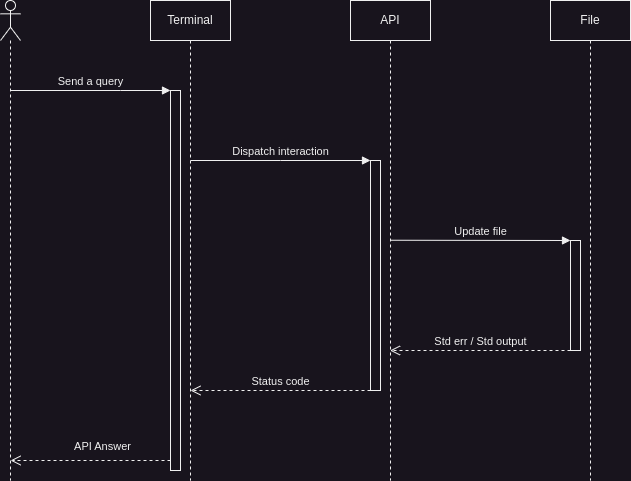 Terminal
API
File
Send a query
Dispatch interaction
Update file
Std err / Std output
Status code
API Answer